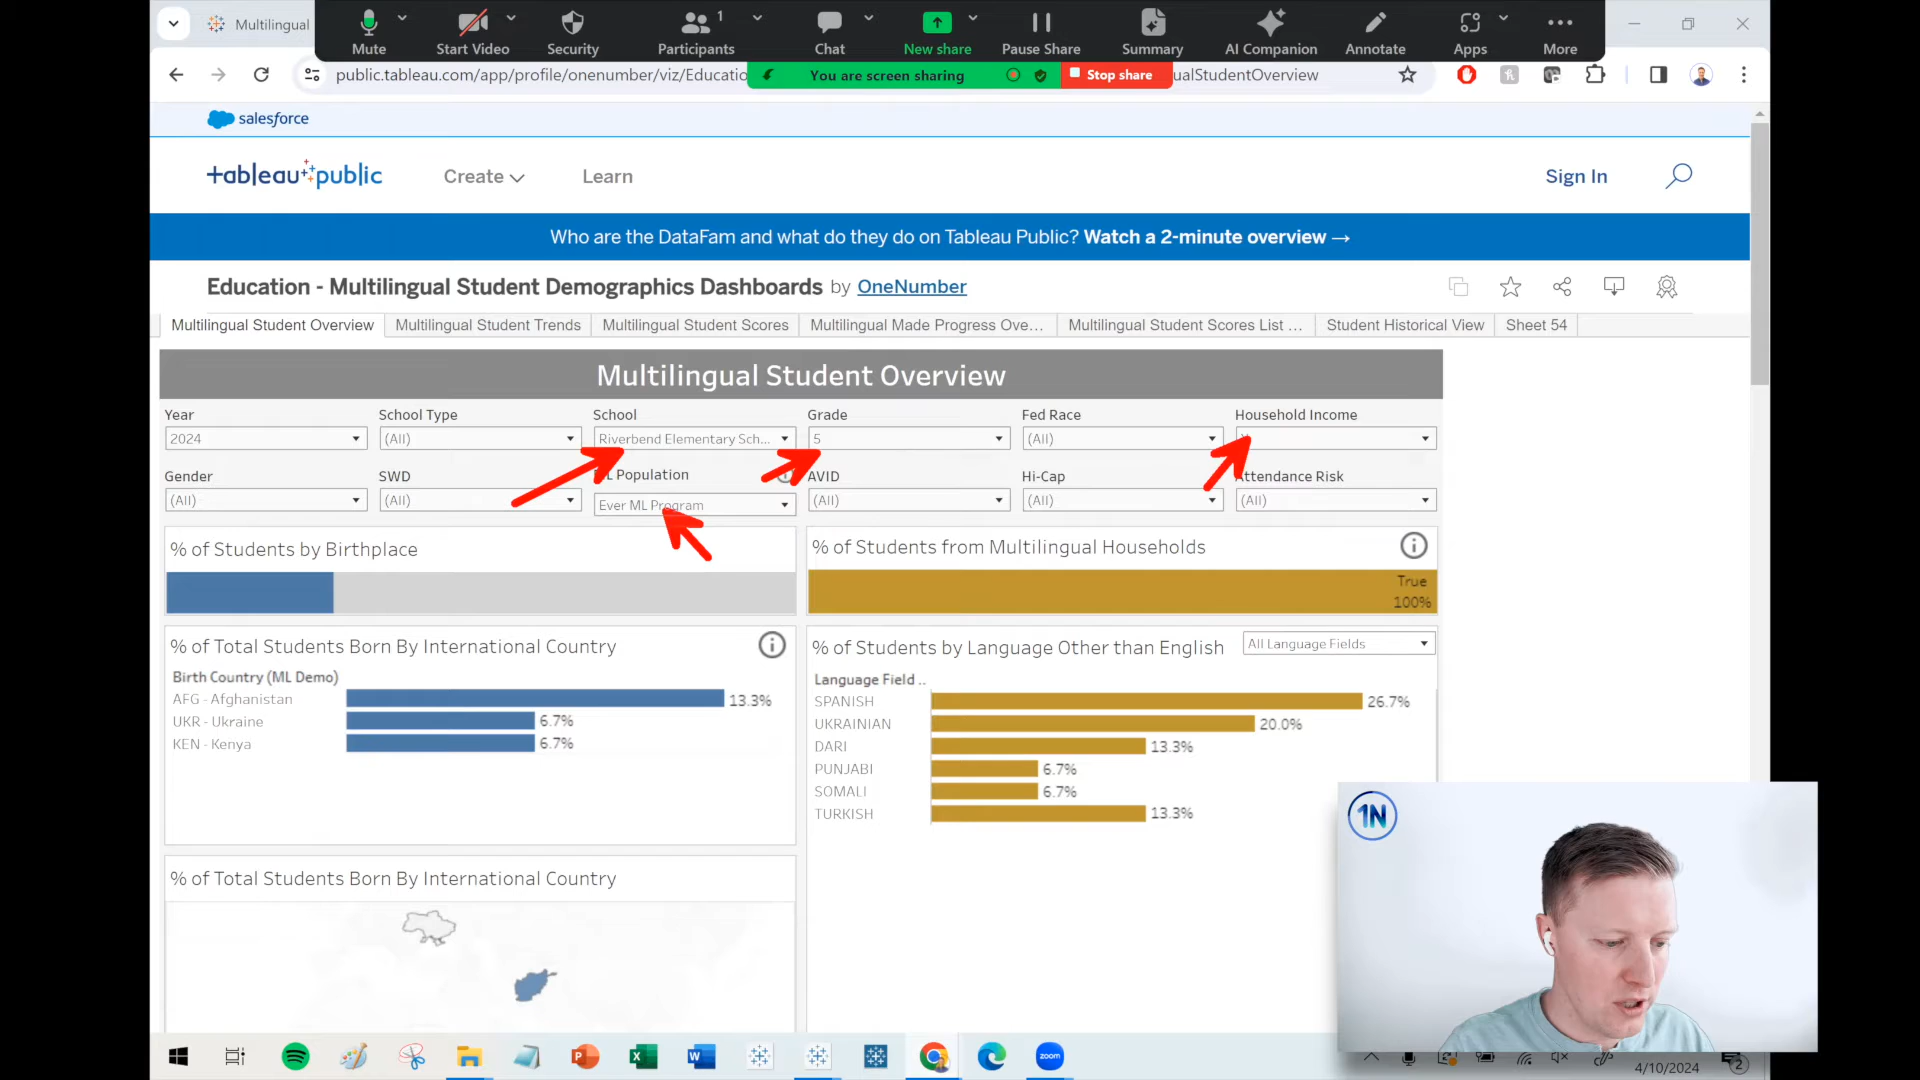 Multilingual
Mute
Start Video
Security
Participants
1
Chat
New share
Pause Share
Summary
AI Companion
Annotate
Apps
More
public.tableau.com/app/profile/onenumber/viz/Educatio
You are screen sharing
Stop share
ualStudentOverview
salesforce
+ableau public
Create
Learn
Sign In
Who are the DataFam and what do they do on Tableau Public? Watch a 2-minute overview →
Education - Multilingual Student Demographics Dashboards by OneNumber
Multilingual Student Overview
Multilingual Student Trends
Multilingual Student Scores
Multilingual Made Progress Ove...
Multilingual Student Scores List ...
Student Historical View
Sheet 54
Multilingual Student Overview
Year
School Type
School
Grade
Fed Race
Household Income
2024
(All)
Riverbend Elementary Sch...
5
(All)
Gender
SWD
L Population
AVID
Hi-Cap
Attendance Risk
(All)
(All)
Ever ML Program
(All)
(All)
(All)
% of Students by Birthplace
% of Students from Multilingual Households
True
100%
% of Total Students Born By International Country
Birth Country (ML Demo)
AFG - Afghanistan 13.3%
UKR - Ukraine 6.7%
KEN - Kenya 6.7%
% of Students by Language Other than English
All Language Fields
Language Field ..
SPANISH 26.7%
UKRAINIAN 20.0%
DARI 13.3%
PUNJABI 6.7%
SOMALI 6.7%
TURKISH 13.3%
% of Total Students Born By International Country
1N
zoom
4/10/2024
2